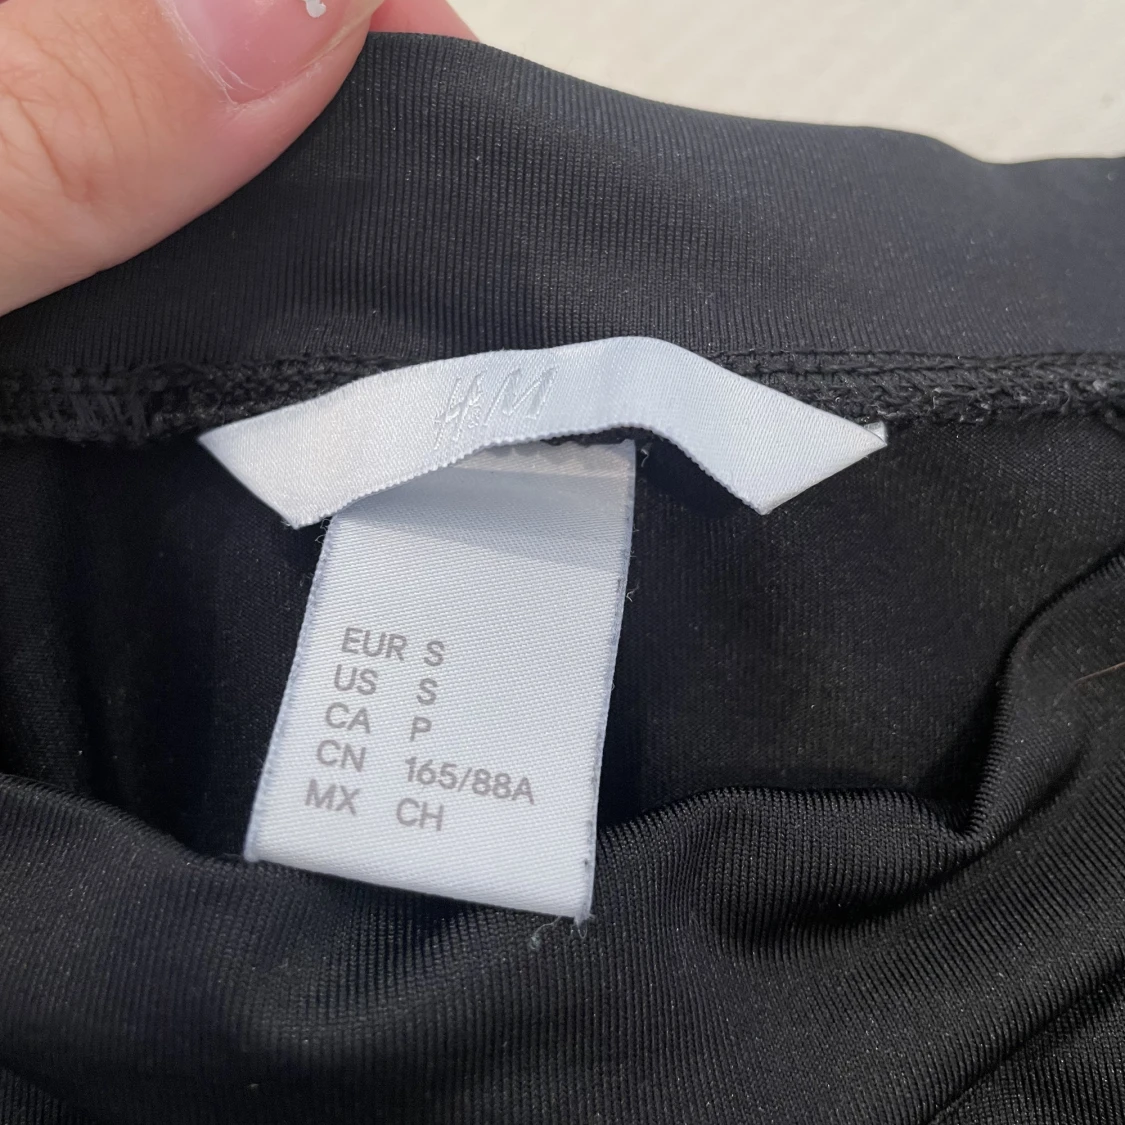 H&M
EUR S
US S
CA P
CN 165/88A
MX CH